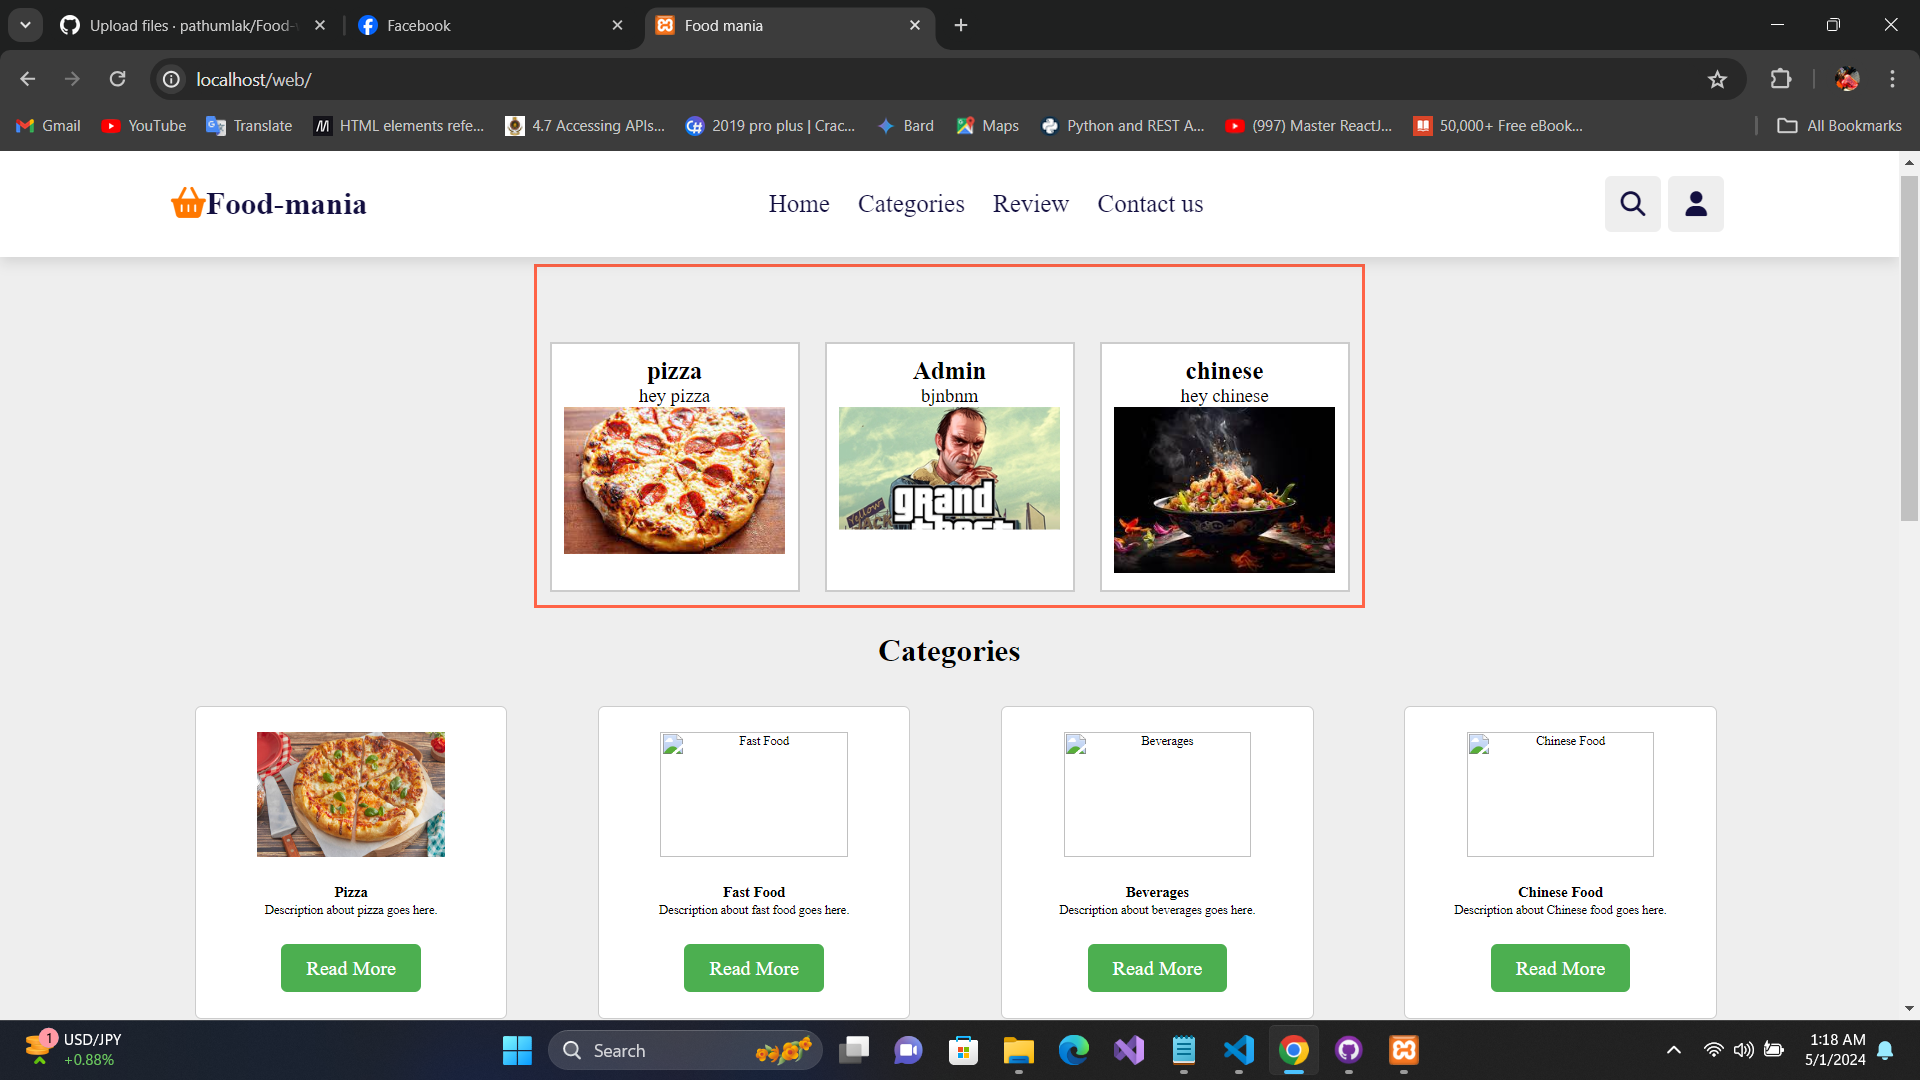 Upload files · pathumlak/Food-
Facebook
Food mania
localhost/web/
Gmail
YouTube
Translate
HTML elements refe...
4.7 Accessing APIs...
2019 pro plus | Crac...
Bard
Maps
Python and REST A...
(997) Master ReactJ...
50,000+ Free eBook...
All Bookmarks
Food-mania
Home
Categories
Review
Contact us
pizza
hey pizza
Admin
bjnbnm
Yellow
grand
theft
chinese
hey chinese
Categories
Fast Food
Beverages
Chinese Food
Pizza
Description about pizza goes here.
Read More
Fast Food
Description about fast food goes here.
Read More
Beverages
Description about beverages goes here.
Read More
Chinese Food
Description about Chinese food goes here.
Read More
1
USD/JPY
+0.88%
Search
1:18 AM
5/1/2024